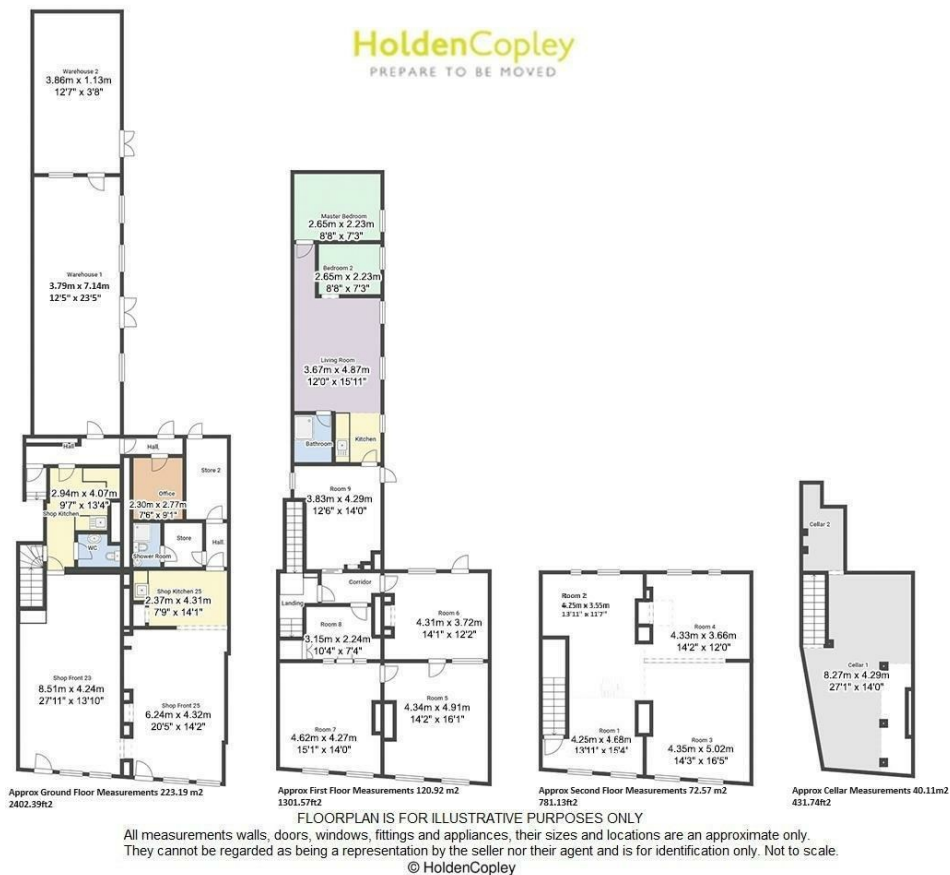 HoldenCopley
PREPARE TO BE MOVED
Warehouse 2
3.86m x 1.13m
12'7" x 3'8"
Warehouse 1
3.79m x 7.14m
12'5" x 23'5"
Hall
Hall
Store 2
2.94m x 4.07m
9'7" x 13'4"
Shop Kitchen
Office
2.30m x 2.77m
7'6" x 9'1"
WC
Shower Room
Store
Hall
Shop Kitchen 25
2.37m x 4.31m
7'9" x 14'1"
Shop Front 23
8.51m x 4.24m
27'11" x 13'10"
Shop Front 25
6.24m x 4.32m
20'5" x 14'2"
Approx Ground Floor Measurements 223.19 m2
2402.39ft2
Master Bedroom
2.65m x 2.23m
8'8" x 7'3"
Bedroom 2
2.65m x 2.23m
8'8" x 7'3"
Living Room
3.67m x 4.87m
12'0" x 15'11"
Bathroom
Kitchen
Room 9
3.83m x 4.29m
12'6" x 14'0"
Corridor
Landing
Room 8
3.15m x 2.24m
10'4" x 7'4"
Room 6
4.31m x 3.72m
14'1" x 12'2"
Room 7
4.62m x 4.27m
15'1" x 14'0"
Room 5
4.34m x 4.91m
14'2" x 16'1"
Approx First Floor Measurements 120.92 m2
1301.57ft2
Room 2
4.25m x 3.55m
13'11" x 11'7"
Room 4
4.33m x 3.66m
14'2" x 12'0"
Room 1
4.25m x 4.68m
13'11" x 15'4"
Room 3
4.35m x 5.02m
14'3" x 16'5"
Approx Second Floor Measurements 72.57 m2
781.13ft2
Cellar 2
Cellar 1
8.27m x 4.29m
27'1" x 14'0"
Approx Cellar Measurements 40.11m2
431.74ft2
FLOORPLAN IS FOR ILLUSTRATIVE PURPOSES ONLY
All measurements walls, doors, windows, fittings and appliances, their sizes and locations are an approximate only.
They cannot be regarded as being a representation by the seller nor their agent and is for identification only. Not to scale.
© HoldenCopley